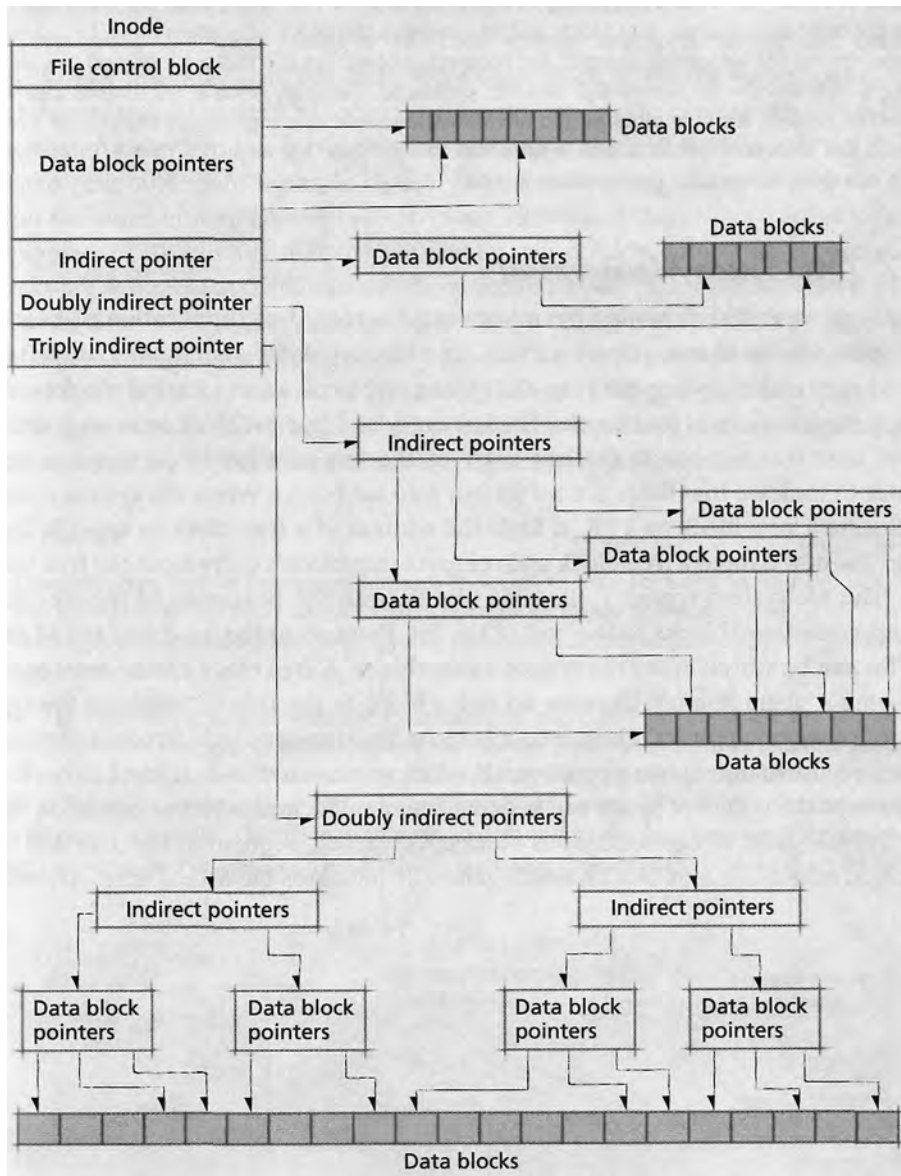 Inode
File control block
Data blocks
Data block pointers
Data blocks
Indirect pointer
Data block pointers
Doubly indirect pointer
Triply indirect pointer
Indirect pointers
Data block pointers
Data block pointers
Data block pointers
Data blocks
Doubly indirect pointers
Indirect pointers
Indirect pointers
Data block
pointers
Data block
pointers
Data block
pointers
Data block
pointers
Data blocks